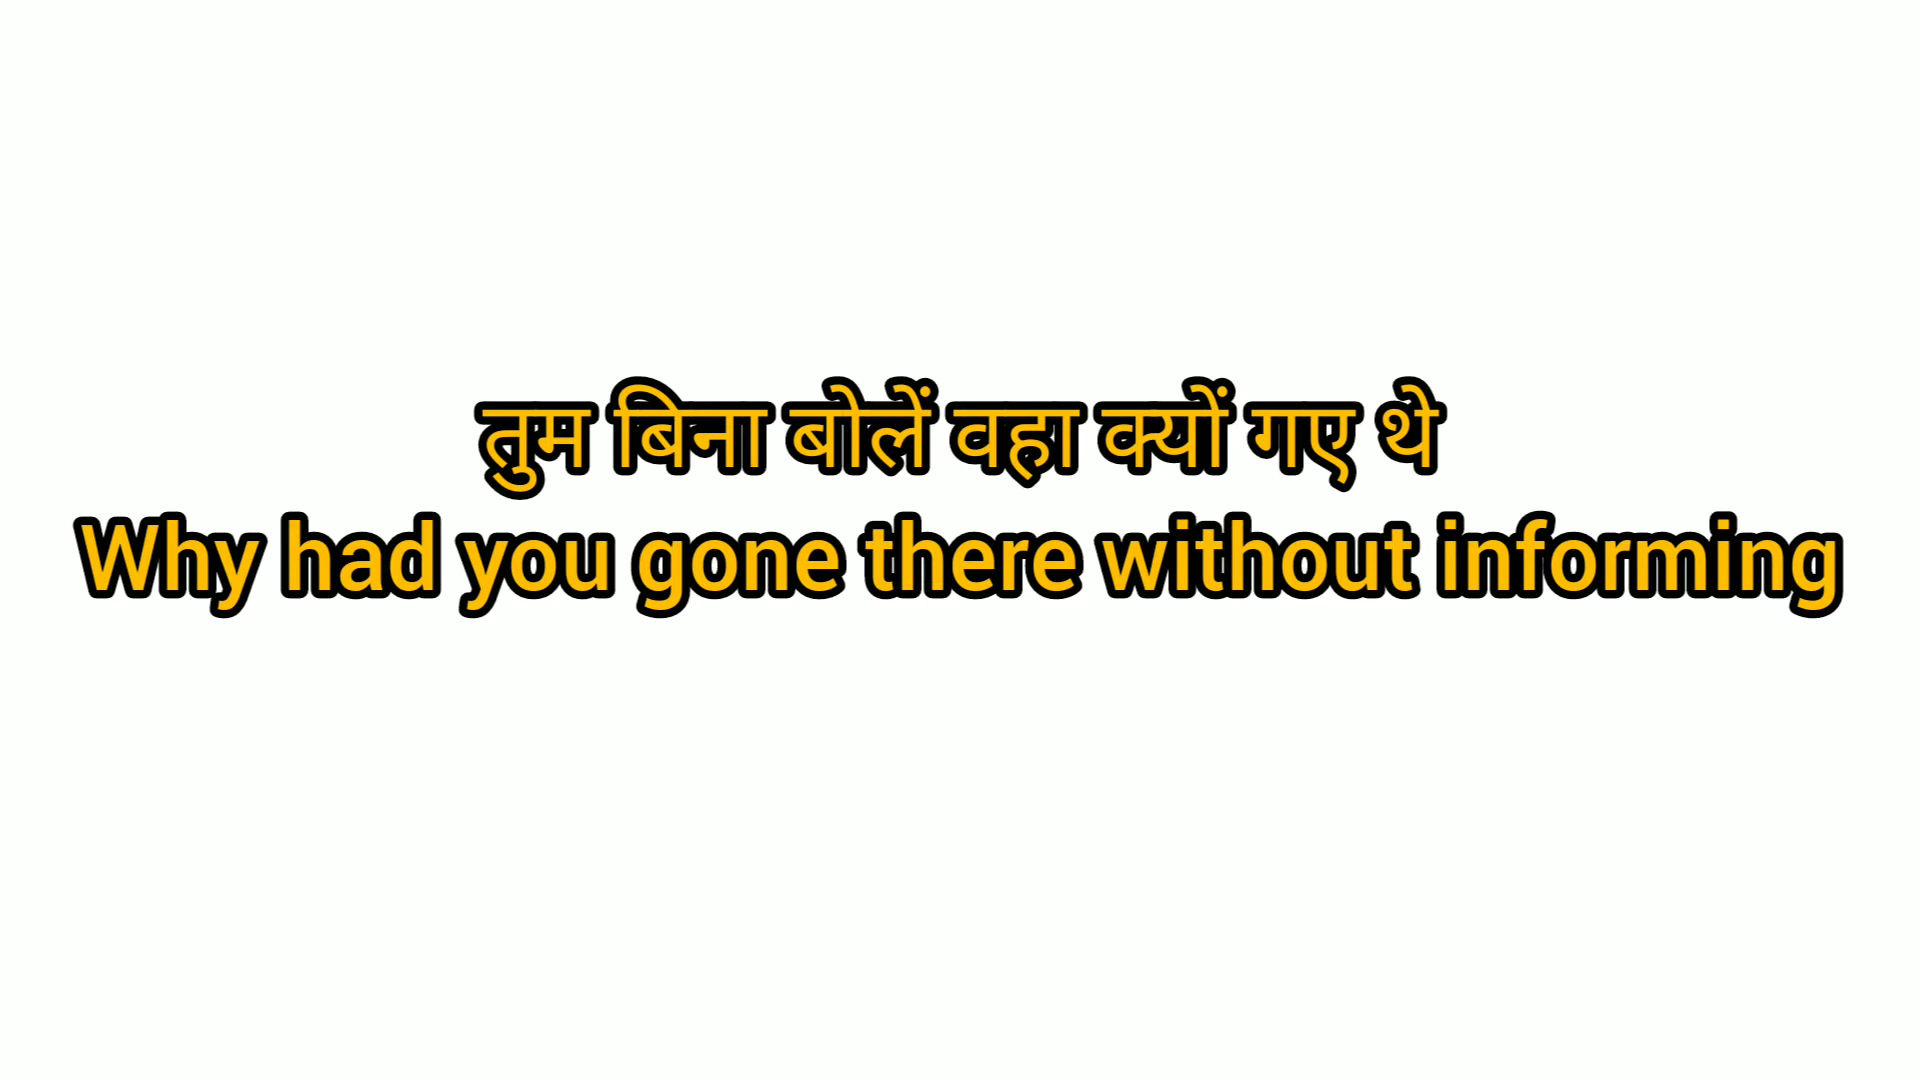 तुम बिना बोलें वहा क्यों गए थे
Why had you gone there without informing